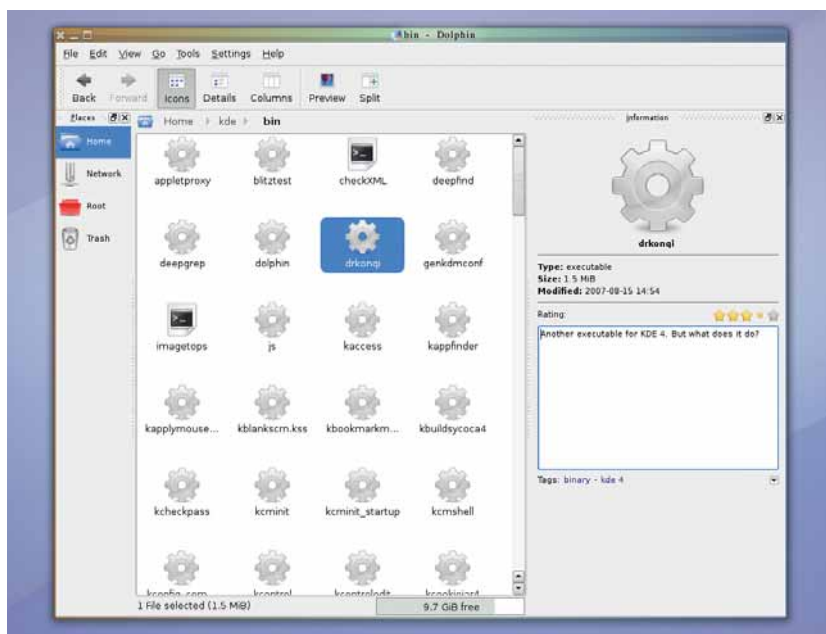 bin - Dolphin
File Edit View Go Tools Settings Help
Back Forward Icons Details Columns Preview Split
Places
Home
Network
Root
Trash
Home kde bin
appletproxy blitztest checkXML deepfind
deepgrep dolphin drkonqi genkdmconf
imagetops js kaccess kappfinder
kapplymouse... kblankscrn.kss kbookmarkm... kbuildsycoca4
kcheckpass kcminit kcminit_startup kcmshell
kconfig_com kcontrol kcontroledit kcookiejar4
1 File selected (1.5 MiB)
9.7 GiB free
Information
drkonqi
Type: executable
Size: 1.5 MiB
Modified: 2007-08-15 14:54
Rating:
Another executable for KDE 4. But what does it do?
Tags: binary - kde 4